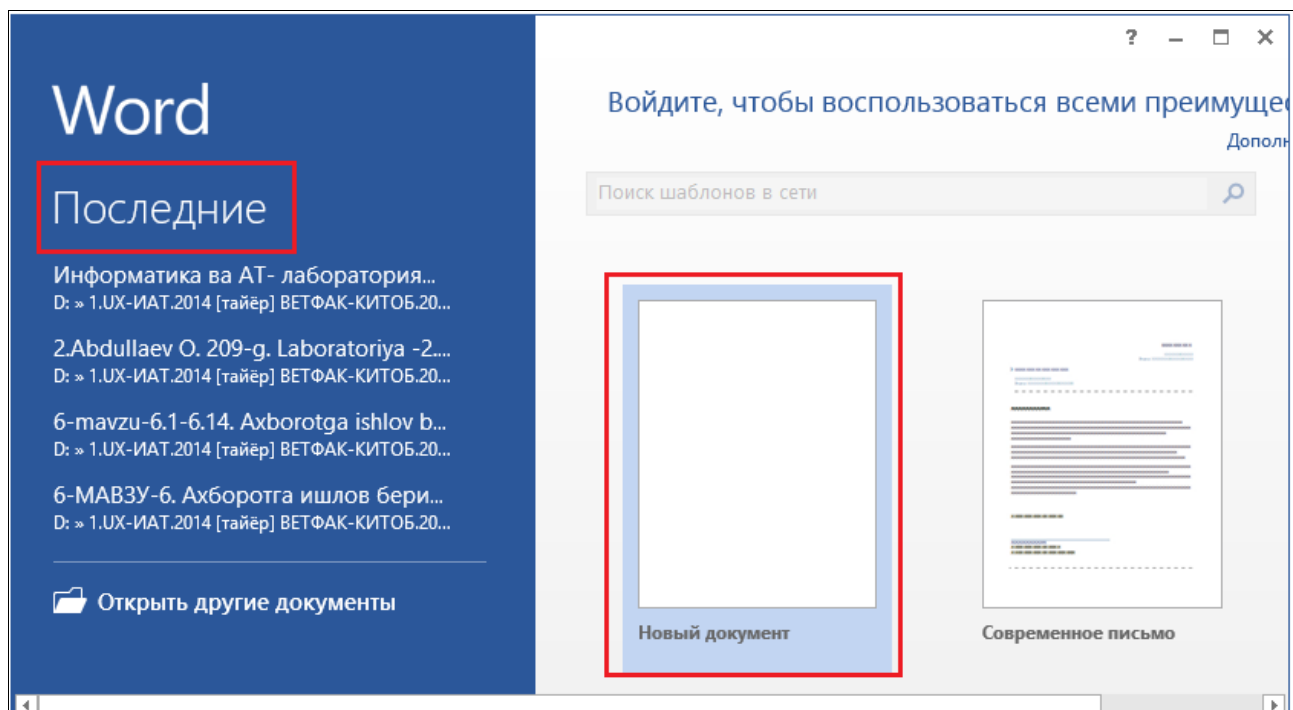 Word
Последние
Информатика ва АТ- лаборатория...
D: » 1.UX-ИАТ.2014 [тайёр] ВЕТФАК-КИТОБ.20...
2.Abdullaev O. 209-g. Laboratoriya -2....
D: » 1.UX-ИАТ.2014 [тайёр] ВЕТФАК-КИТОБ.20...
6-mavzu-6.1-6.14. Axborotga ishlov b...
D: » 1.UX-ИАТ.2014 [тайёр] ВЕТФАК-КИТОБ.20...
6-МАВЗУ-6. Ахборотга ишлов бери...
D: » 1.UX-ИАТ.2014 [тайёр] ВЕТФАК-КИТОБ.20...
Открыть другие документы
Войдите, чтобы воспользоваться всеми преимущес
Дополн
Поиск шаблонов в сети
Новый документ
Современное письмо